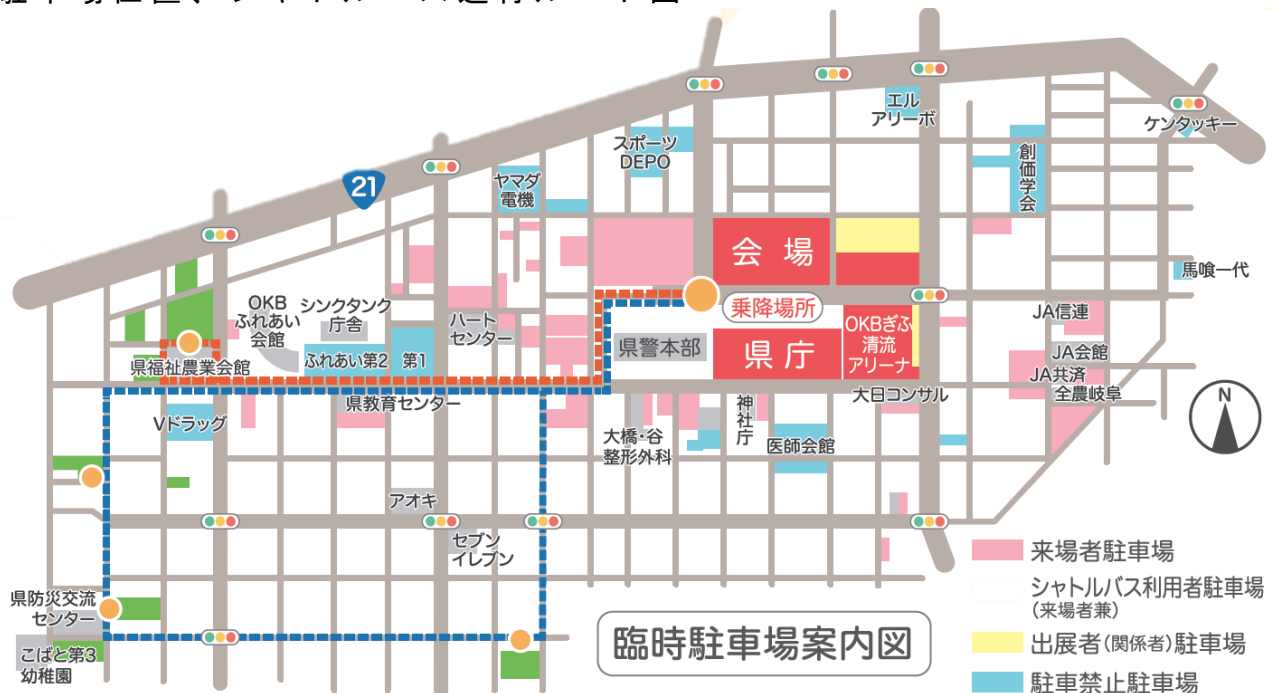 エル
アリーボ
ケンタッキー
スポーツ
DEPO
創価学会
ヤマダ
電機
21
会場
馬喰一代
乗降場所
OKB
ふれあい
会館
シンクタンク
庁舎
ハート
センター
JA信連
県福祉農業会館
ふれあい第2
第1
県警本部
県庁
OKBぎふ
清流
アリーナ
JA会館
JA共済
全農岐阜
県教育センター
大日コンサル
N
Vドラッグ
大橋・谷
整形外科
神社庁
医師会館
アオキ
セブン
イレブン
来場者駐車場
シャトルバス利用者駐車場
(来場者兼)
県防災交流
センター
臨時駐車場案内図
出展者(関係者)駐車場
こばと第3
幼稚園
駐車禁止駐車場